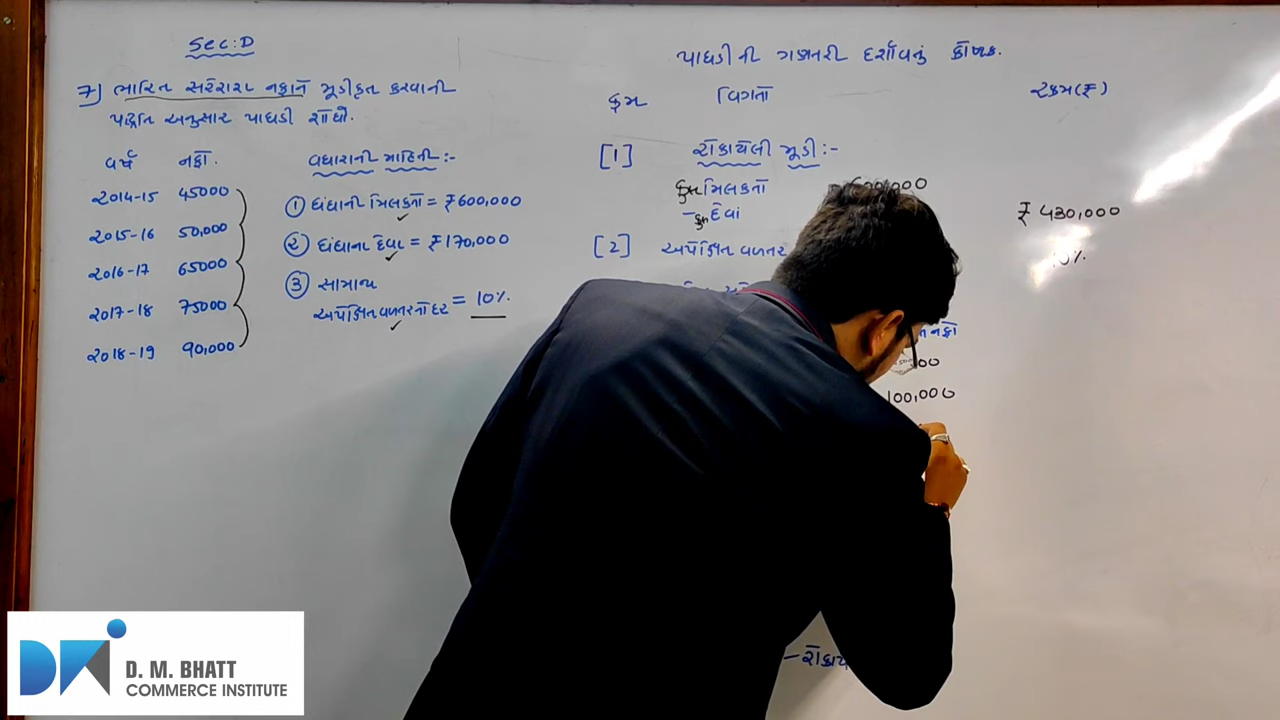 Sec:D
7) ભારિત સરેરાશ નફાને મૂડીકૃત કરવાની
પદ્ધતિ અનુસાર પાઘડી શોધો.
વર્ષ નફો.
2014-15 45000
2015-16 50,000
2016-17 65000
2017-18 75000
2018-19 90,000
વધારાની માહિતી:-
① ધંધાની મિલકતો = ₹600,000
② ધંધાના દેવા = ₹170,000
③ સામાન્ય
અપેક્ષિત વળતરનો દર = 10%.
પાઘડીની ગણતરી દર્શાવતું કોષ્ટક.
ક્રમ વિગતો રકમ(₹)
[1] રોકાયેલી મૂડી:-
કુલ મિલકતો
- કુલ દેવાં ₹ 430,000
[2] અપેક્ષિત વળતર
નફો
100,000
D. M. BHATT
COMMERCE INSTITUTE